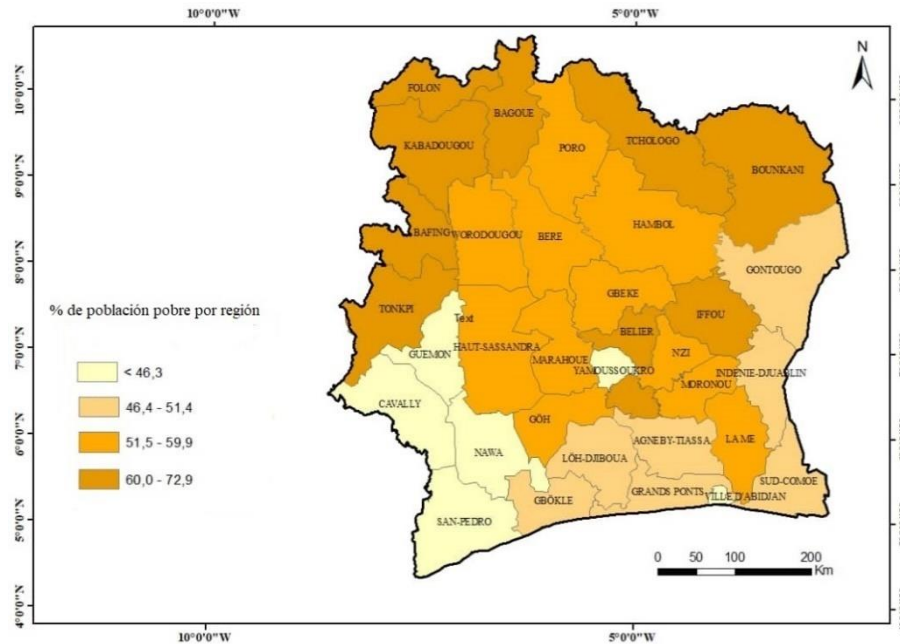 10°0'0"W
5°0'0"W
N
10°0'0"N
9°0'0"N
8°0'0"N
7°0'0"N
6°0'0"N
5°0'0"N
4°0'0"N
FOLON
BAGOUE
KABADOUGOU
PORO
TCHOLOGO
BOUNKANI
BAFING
WORODOUGOU
BERE
HAMBOL
GONTOUGO
TONKPI
GBEKE
IFFOU
Text
BELIER
GUEMON
HAUT-SASSANDRA
MARAHOUE
YAMOUSSOUKRO
NZI
INDENIE-DJUABLIN
MORONOU
CAVALLY
GÔH
NAWA
LÔH-DJIBOUA
AGNEBY-TIASSA
LA ME
SAN-PEDRO
GBÔKLE
GRANDS PONTS
VILLE D'ABIDJAN
SUD-COMOE
% de población pobre por región
< 46,3
46,4 - 51,4
51,5 - 59,9
60,0 - 72,9
0 50 100 200
Km
10°0'0"W
5°0'0"W